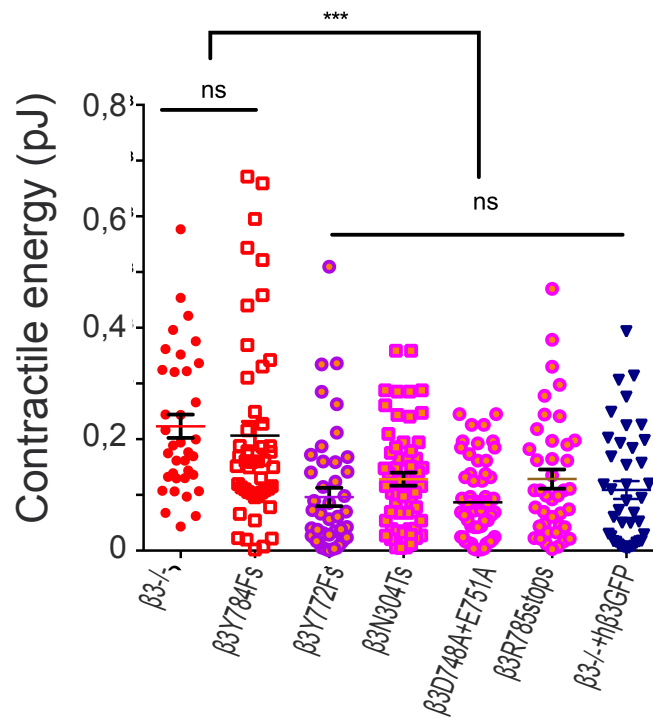 ***
ns
ns
Contractile energy (pJ)
0,8
0,6
0,4
0,2
0
β3-/-
β3Y784Fs
β3Y772Fs
β3N304Ts
β3D748A+E751A
β3R785stops
β3-/-+hβ3GFP